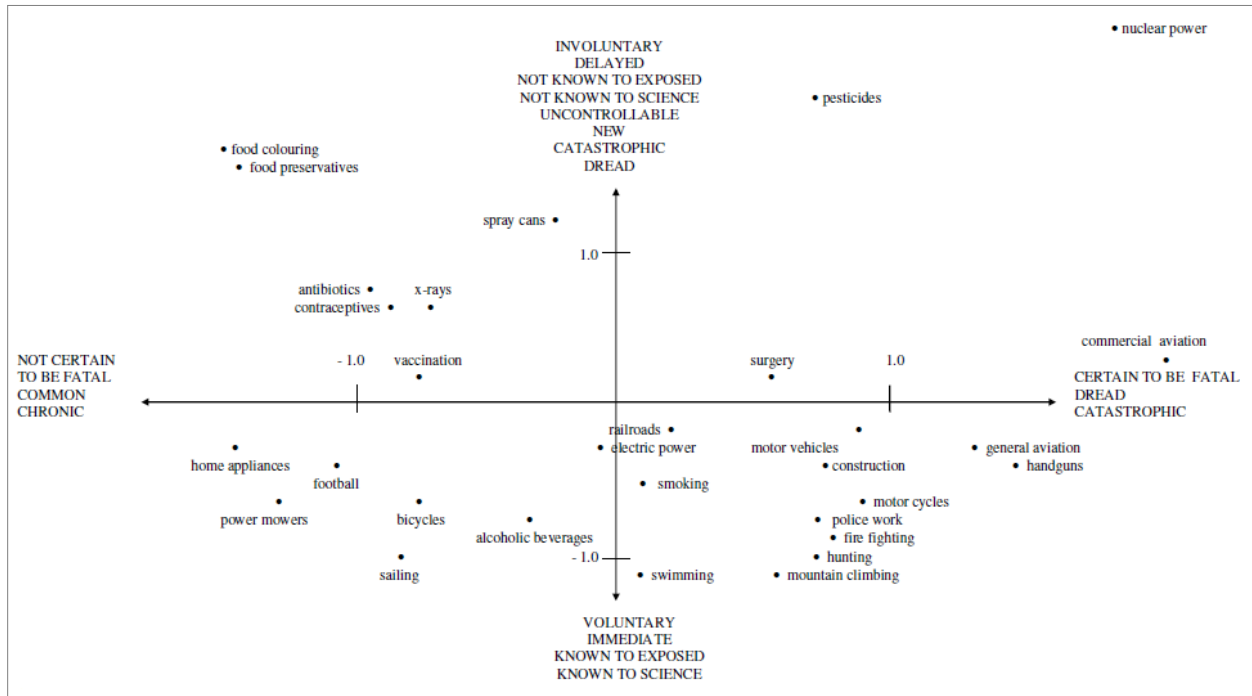 nuclear power
INVOLUNTARY
DELAYED
NOT KNOWN TO EXPOSED
NOT KNOWN TO SCIENCE
UNCONTROLLABLE
NEW
CATASTROPHIC
DREAD
pesticides
food colouring
food preservatives
spray cans
1.0
antibiotics
x-rays
contraceptives
commercial aviation
NOT CERTAIN
TO BE FATAL
COMMON
CHRONIC
- 1.0
vaccination
surgery
1.0
CERTAIN TO BE FATAL
DREAD
CATASTROPHIC
railroads
electric power
motor vehicles
general aviation
home appliances
football
smoking
construction
handguns
power mowers
bicycles
alcoholic beverages
motor cycles
police work
fire fighting
- 1.0
hunting
sailing
swimming
mountain climbing
VOLUNTARY
IMMEDIATE
KNOWN TO EXPOSED
KNOWN TO SCIENCE